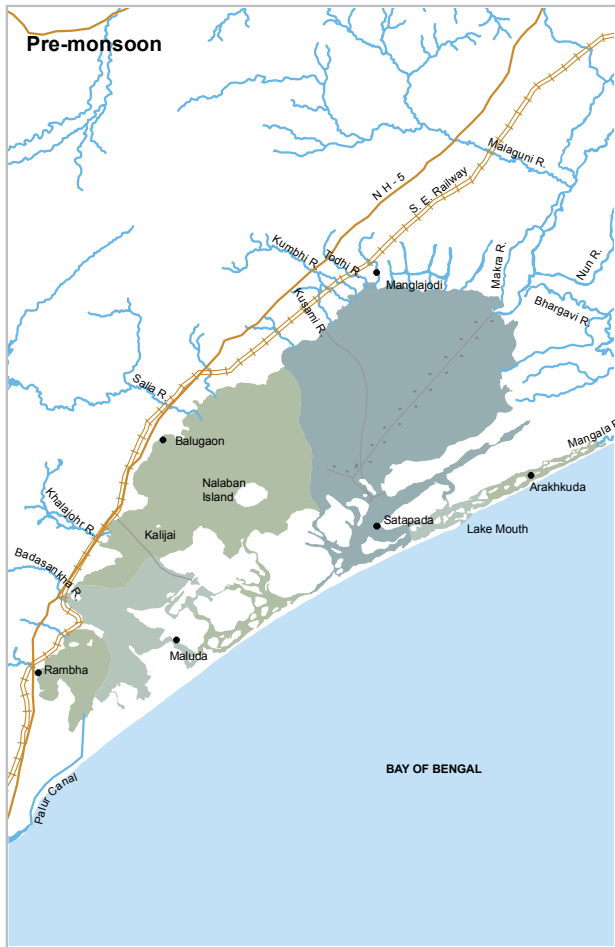 Pre-monsoon
Malaguni R.
N H - 5
S. E. Railway
Kumbhi R.
Todhi R.
Manglajodi
Makra R.
Nun R.
Kusami R.
Bhargavi R.
Salia R.
Balugaon
Mangala R
Nalaban
Island
Arakhkuda
Satapada
Lake Mouth
Khalajohr R.
Kalijai
Badasankha R.
Maluda
Rambha
BAY OF BENGAL
Palur Canal